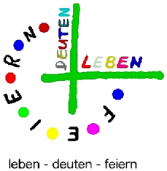 DEUTEN
LEBEN
FEIERN
leben - deuten - feiern